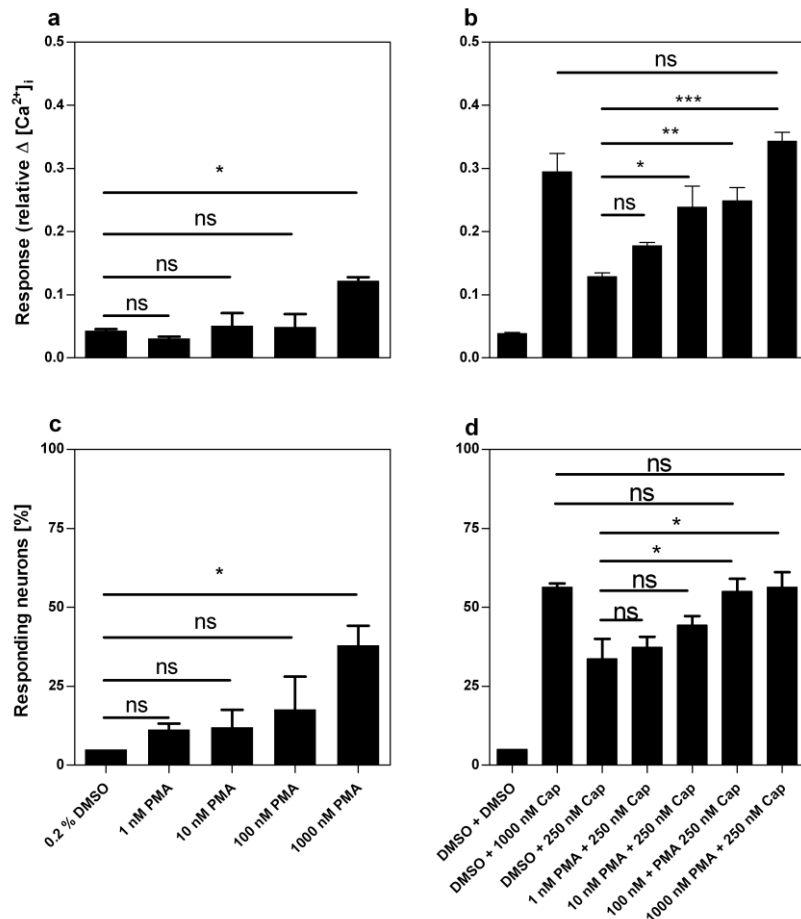 a
b
Response (relative Δ [Ca²⁺]ᵢ
0.5
0.4
0.3
0.2
0.1
0.0
ns
ns
ns
*
0.5
0.4
0.3
0.2
0.1
0.0
ns
***
**
*
ns
c
d
Responding neurons [%]
100
75
50
25
0
*
ns
ns
ns
100
75
50
25
0
ns
ns
*
*
ns
ns
0.2 % DMSO
1 nM PMA
10 nM PMA
100 nM PMA
1000 nM PMA
DMSO + DMSO
DMSO + 1000 nM Cap
DMSO + 250 nM Cap
1 nM PMA + 250 nM Cap
10 nM PMA + 250 nM Cap
100 nM + PMA 250 nM Cap
1000 nM PMA + 250 nM Cap